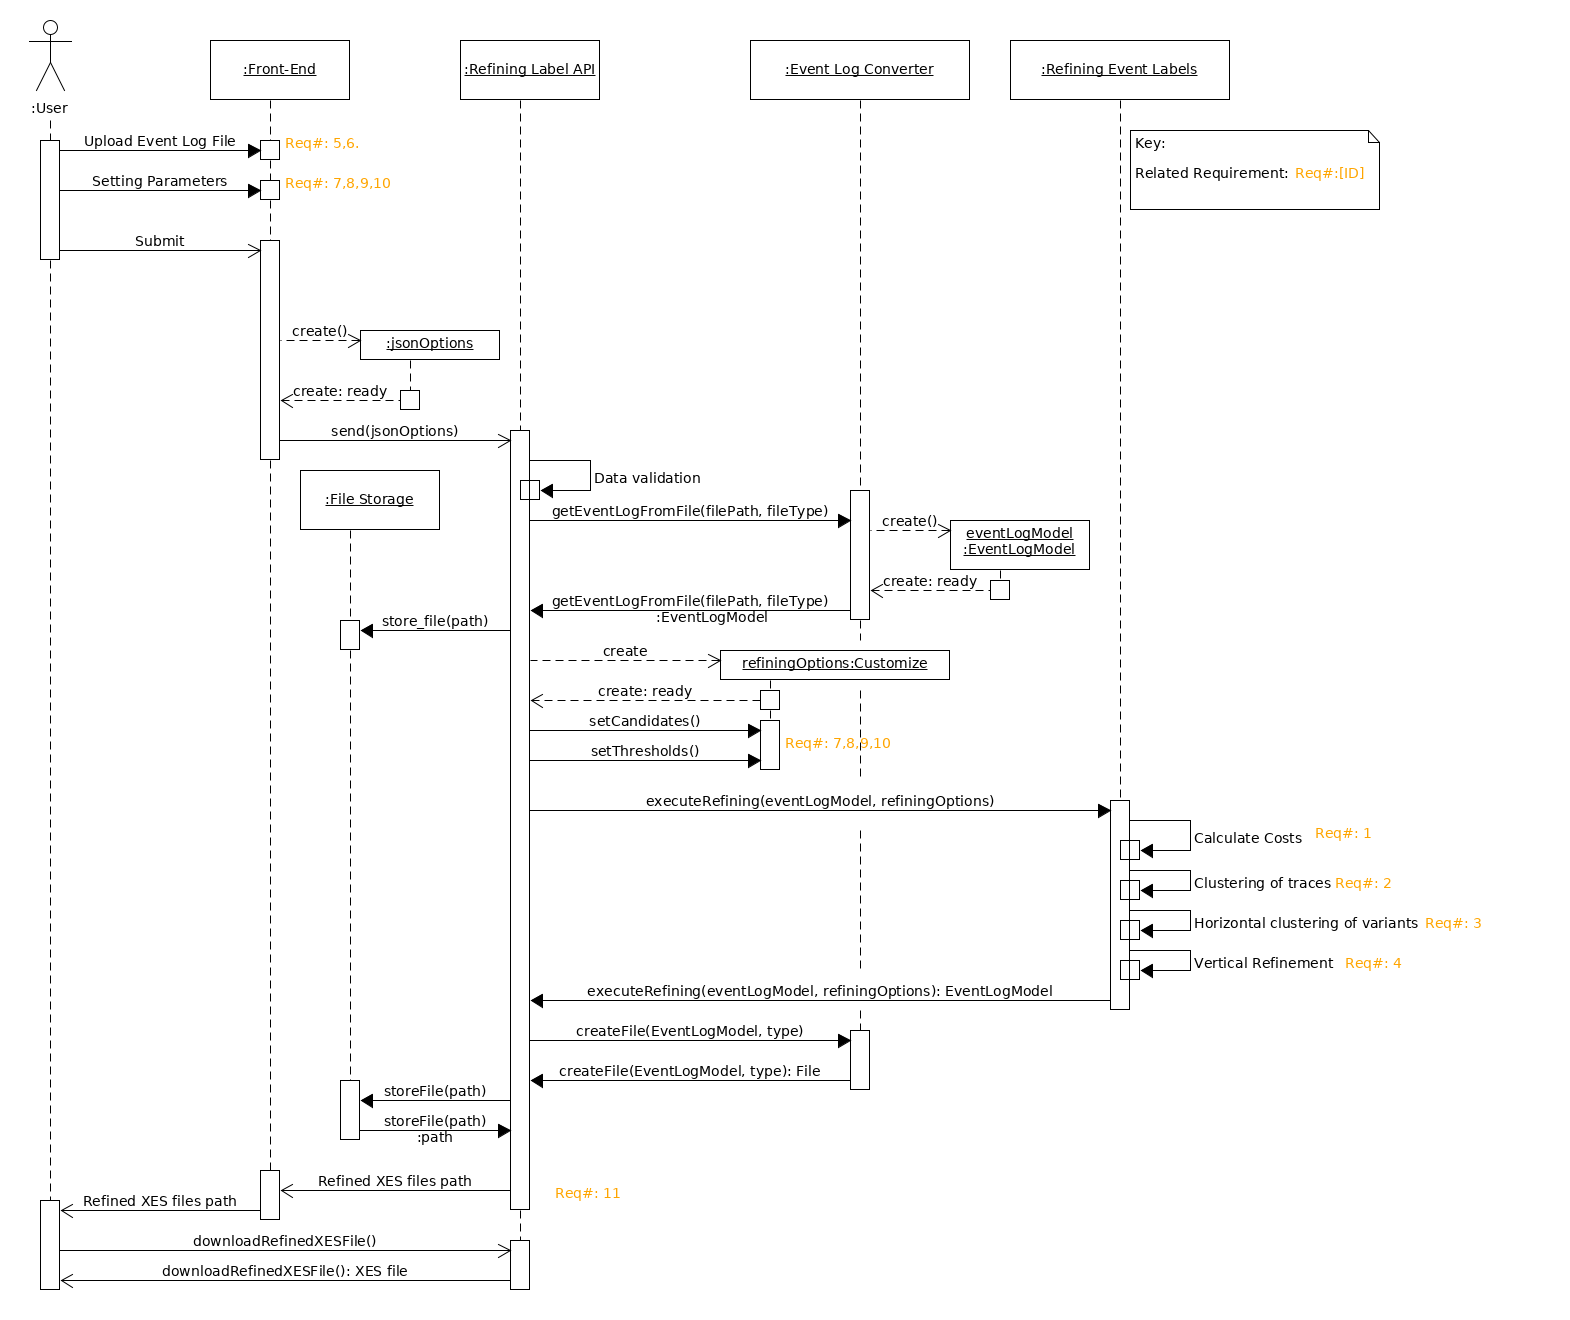 :User
:Front-End
:Refining Label API
:Event Log Converter
:Refining Event Labels
Upload Event Log File
Req#: 5,6.
Key:
Related Requirement: Req#:[ID]
Setting Parameters
Req#: 7,8,9,10
Submit
create()
:jsonOptions
create: ready
send(jsonOptions)
Data validation
:File Storage
getEventLogFromFile(filePath, fileType)
create()
eventLogModel
:EventLogModel
create: ready
getEventLogFromFile(filePath, fileType)
:EventLogModel
store_file(path)
create
refiningOptions:Customize
create: ready
setCandidates()
Req#: 7,8,9,10
setThresholds()
executeRefining(eventLogModel, refiningOptions)
Calculate Costs
Req#: 1
Clustering of traces
Req#: 2
Horizontal clustering of variants
Req#: 3
Vertical Refinement
Req#: 4
executeRefining(eventLogModel, refiningOptions): EventLogModel
createFile(EventLogModel, type)
createFile(EventLogModel, type): File
storeFile(path)
storeFile(path)
:path
Refined XES files path
Req#: 11
Refined XES files path
downloadRefinedXESFile()
downloadRefinedXESFile(): XES file